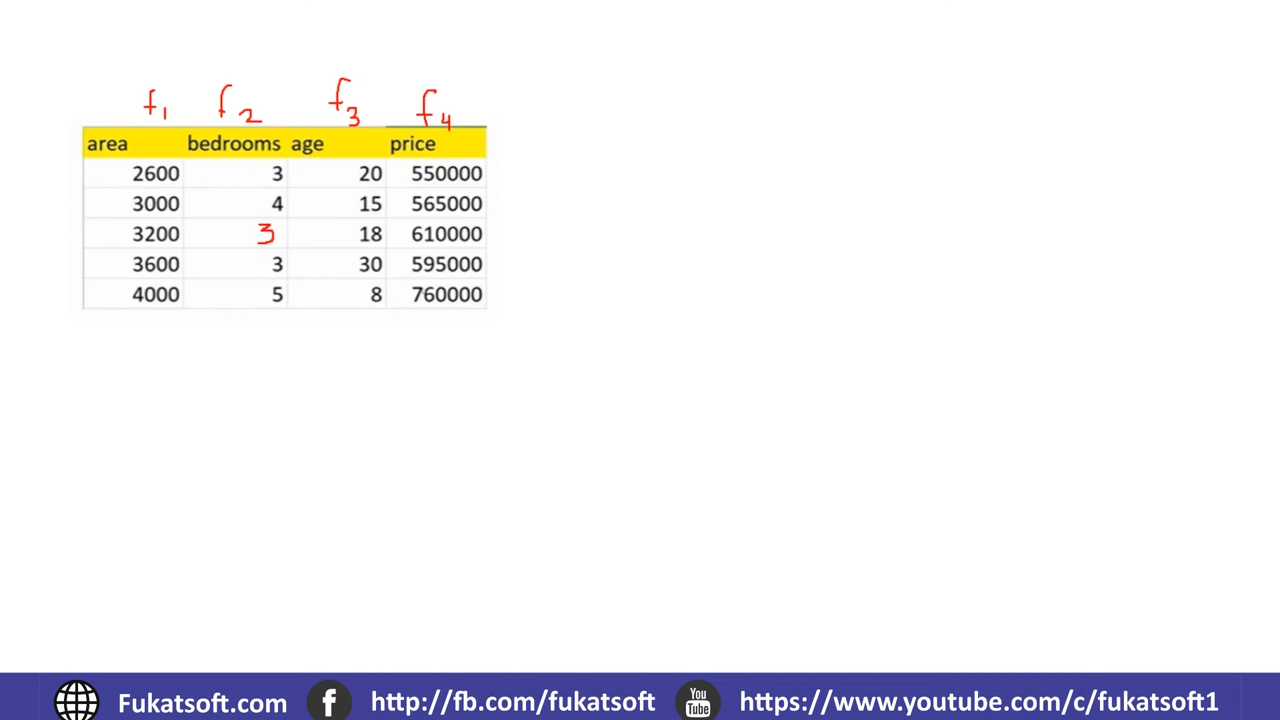 f1 f2 f3 f4
area bedrooms age price
2600 3 20 550000
3000 4 15 565000
3200 3 18 610000
3600 3 30 595000
4000 5 8 760000
Fukatsoft.com f http://fb.com/fukatsoft You Tube https://www.youtube.com/c/fukatsoft1